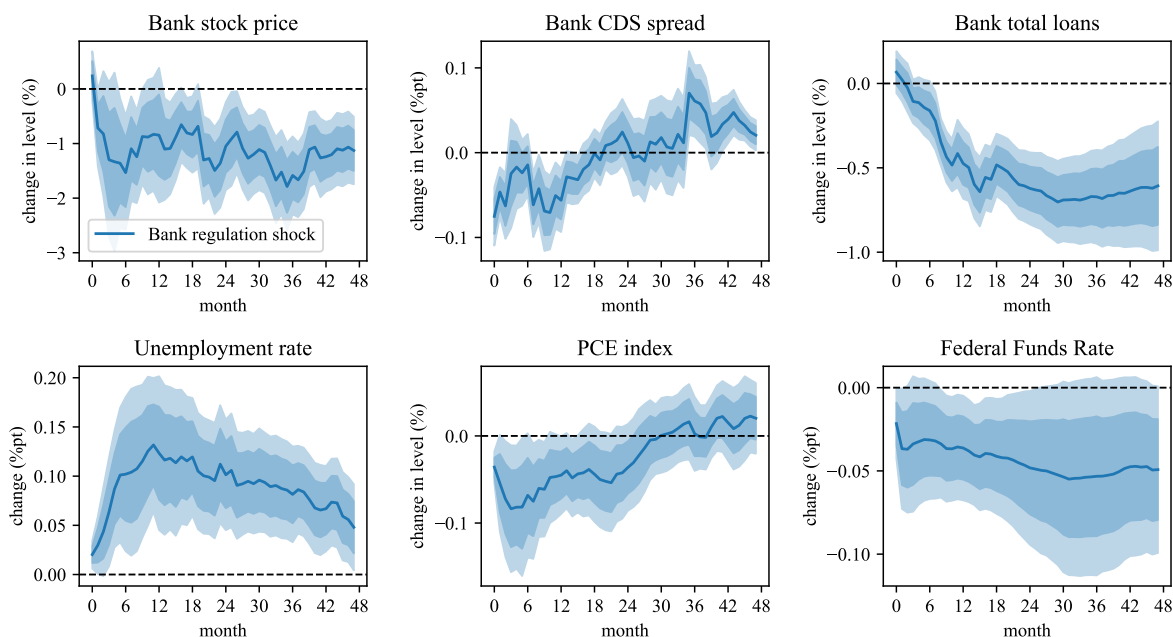 Bank stock price
change in level (%)
0
−1
−2
−3
Bank regulation shock
0 6 12 18 24 30 36 42 48
month
Bank CDS spread
change in level (%pt)
0.1
0.0
−0.1
0 6 12 18 24 30 36 42 48
month
Bank total loans
change in level (%)
0.0
−0.5
−1.0
0 6 12 18 24 30 36 42 48
month
Unemployment rate
change (%pt)
0.20
0.15
0.10
0.05
0.00
0 6 12 18 24 30 36 42 48
month
PCE index
change in level (%)
0.0
−0.1
0 6 12 18 24 30 36 42 48
month
Federal Funds Rate
change (%pt)
0.00
−0.05
−0.10
0 6 12 18 24 30 36 42 48
month